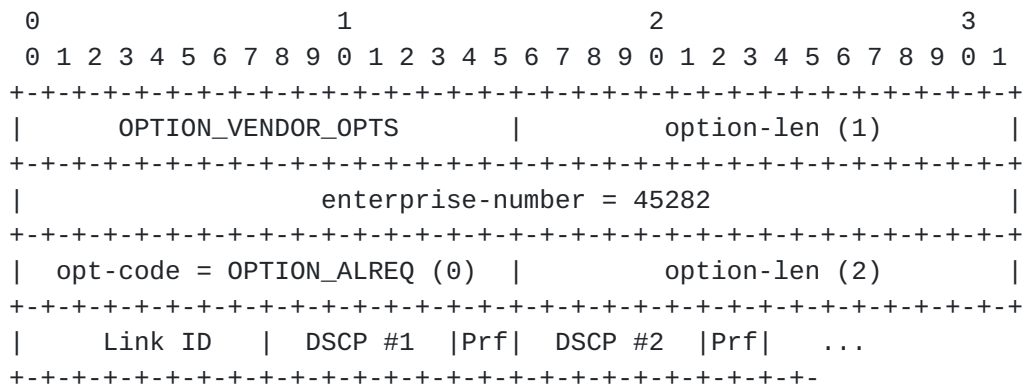 0                   1                   2                   3
 0 1 2 3 4 5 6 7 8 9 0 1 2 3 4 5 6 7 8 9 0 1 2 3 4 5 6 7 8 9 0 1
+-+-+-+-+-+-+-+-+-+-+-+-+-+-+-+-+-+-+-+-+-+-+-+-+-+-+-+-+-+-+-+-+
|      OPTION_VENDOR_OPTS       |         option-len (1)        |
+-+-+-+-+-+-+-+-+-+-+-+-+-+-+-+-+-+-+-+-+-+-+-+-+-+-+-+-+-+-+-+-+
|                   enterprise-number = 45282                   |
+-+-+-+-+-+-+-+-+-+-+-+-+-+-+-+-+-+-+-+-+-+-+-+-+-+-+-+-+-+-+-+-+
|  opt-code = OPTION_ALREQ (0)  |         option-len (2)        |
+-+-+-+-+-+-+-+-+-+-+-+-+-+-+-+-+-+-+-+-+-+-+-+-+-+-+-+-+-+-+-+-+
|     Link ID   |  DSCP #1  |Prf|  DSCP #2  |Prf|   ...
+-+-+-+-+-+-+-+-+-+-+-+-+-+-+-+-+-+-+-+-+-+-+-+-+-+-